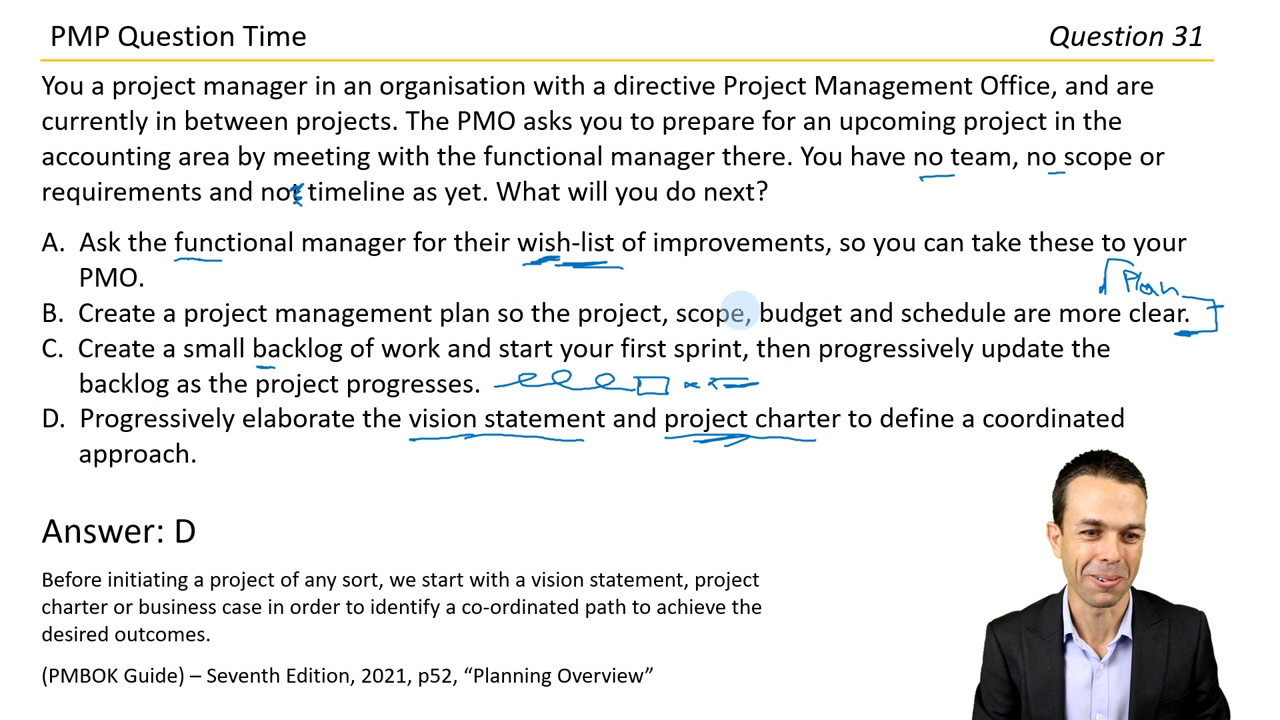 PMP Question Time
Question 31
You a project manager in an organisation with a directive Project Management Office, and are
currently in between projects. The PMO asks you to prepare for an upcoming project in the
accounting area by meeting with the functional manager there. You have no team, no scope or
requirements and not timeline as yet. What will you do next?
A. Ask the functional manager for their wish-list of improvements, so you can take these to your
PMO.
Plan
B. Create a project management plan so the project, scope, budget and schedule are more clear.
C. Create a small backlog of work and start your first sprint, then progressively update the
backlog as the project progresses.
D. Progressively elaborate the vision statement and project charter to define a coordinated
approach.
Answer: D
Before initiating a project of any sort, we start with a vision statement, project
charter or business case in order to identify a co-ordinated path to achieve the
desired outcomes.
(PMBOK Guide) – Seventh Edition, 2021, p52, “Planning Overview”